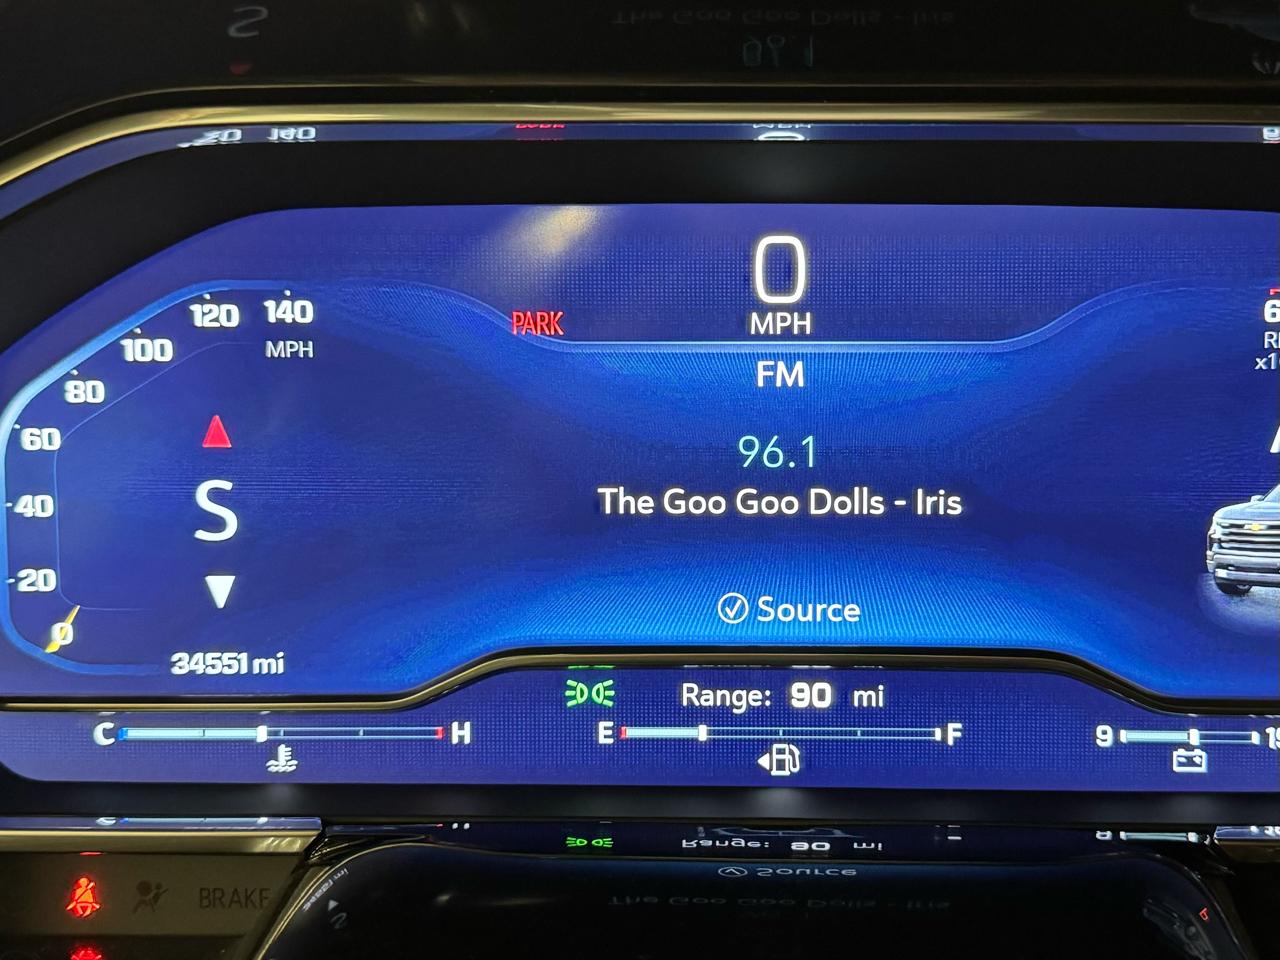 0
MPH
PARK
FM
96.1
The Goo Goo Dolls - Iris
Source
120 140
MPH
100
80
60
40
20
0
S
34551 mi
Range: 90 mi
C H
E F
9
BRAKE